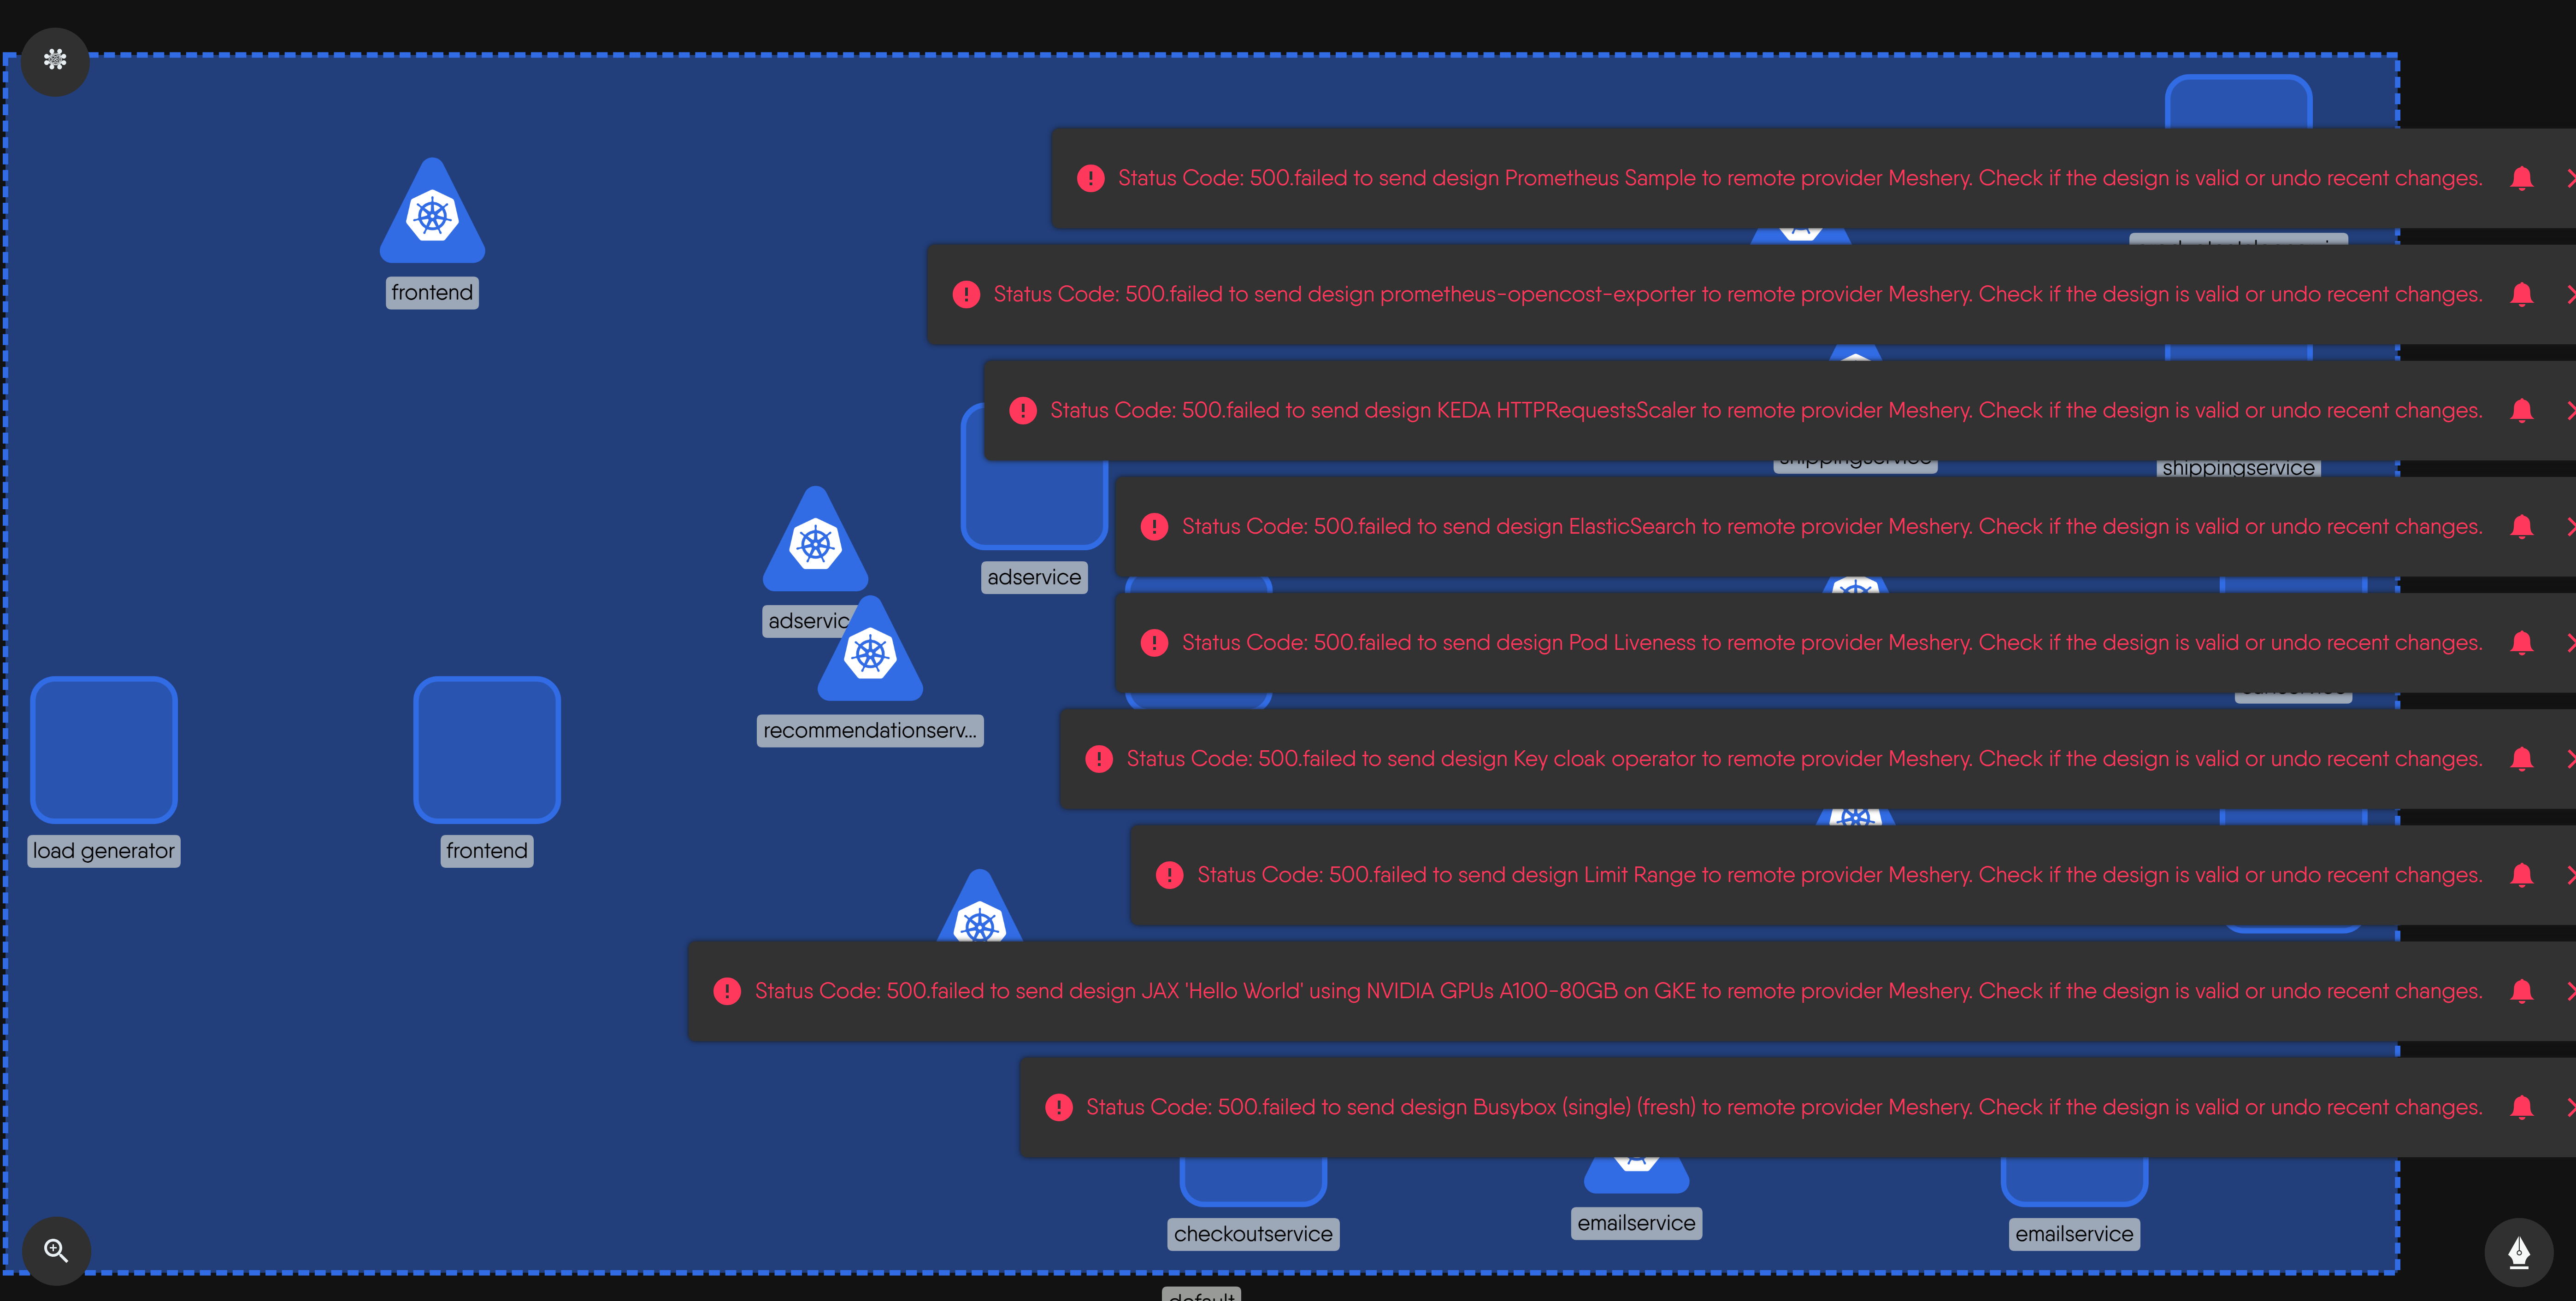 Status Code: 500.failed to send design Prometheus Sample to remote provider Meshery. Check if the design is valid or undo recent changes.
frontend
Status Code: 500.failed to send design prometheus-opencost-exporter to remote provider Meshery. Check if the design is valid or undo recent changes.
Status Code: 500.failed to send design KEDA HTTPRequestsScaler to remote provider Meshery. Check if the design is valid or undo recent changes.
shippingservice
shippingservice
Status Code: 500.failed to send design ElasticSearch to remote provider Meshery. Check if the design is valid or undo recent changes.
adservice
adservic
Status Code: 500.failed to send design Pod Liveness to remote provider Meshery. Check if the design is valid or undo recent changes.
recommendationserv...
Status Code: 500.failed to send design Key cloak operator to remote provider Meshery. Check if the design is valid or undo recent changes.
load generator
frontend
Status Code: 500.failed to send design Limit Range to remote provider Meshery. Check if the design is valid or undo recent changes.
Status Code: 500.failed to send design JAX 'Hello World' using NVIDIA GPUs A100-80GB on GKE to remote provider Meshery. Check if the design is valid or undo recent changes.
Status Code: 500.failed to send design Busybox (single) (fresh) to remote provider Meshery. Check if the design is valid or undo recent changes.
checkoutservice
emailservice
emailservice
default